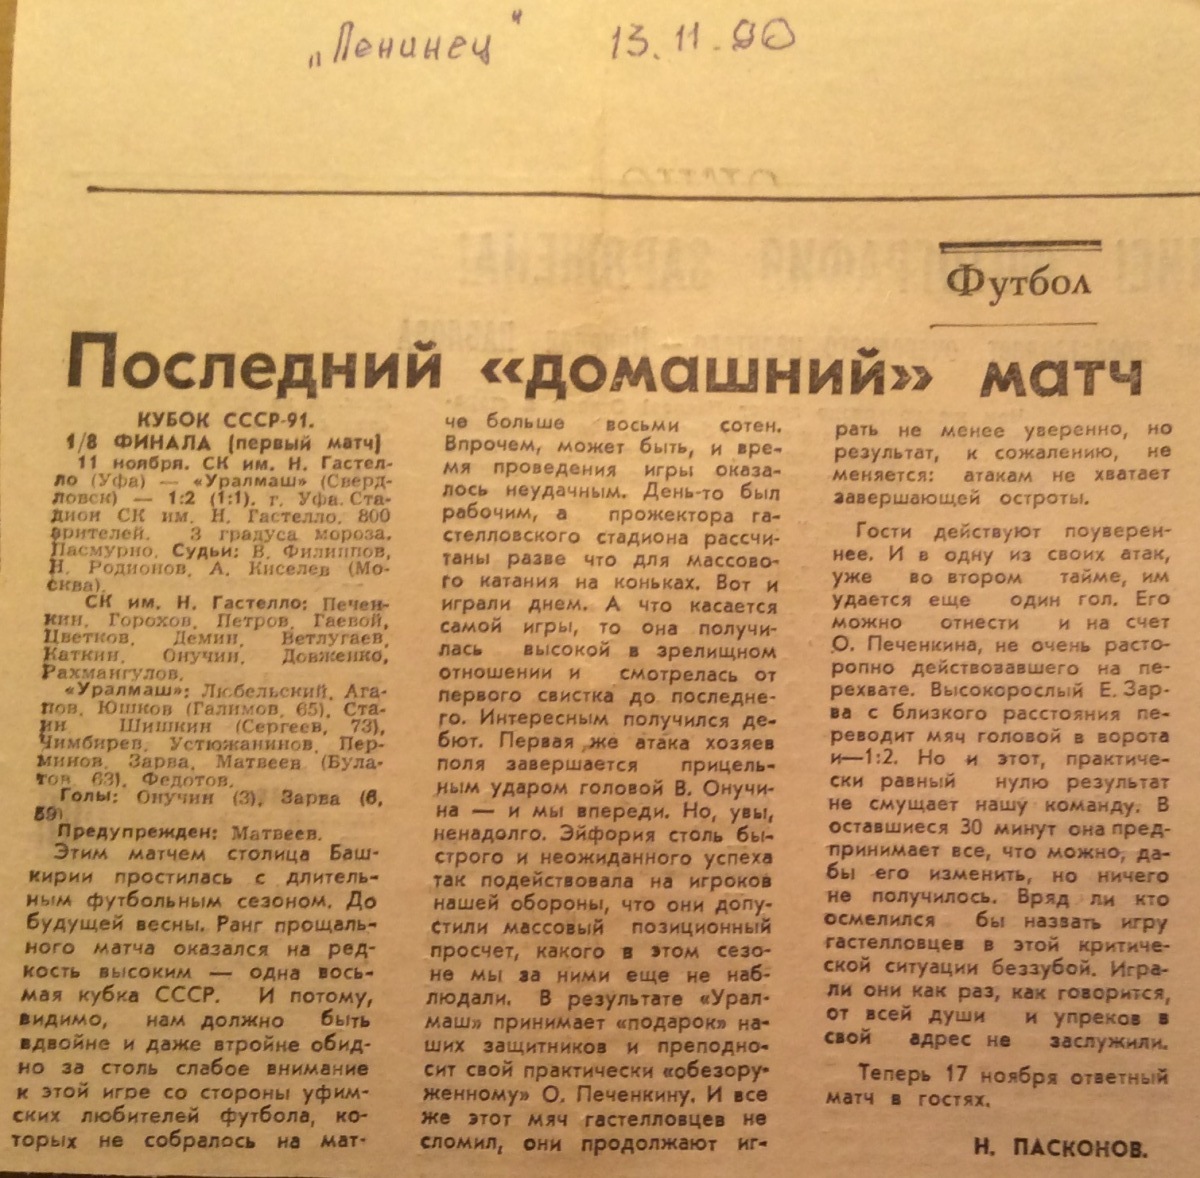 „Ленинец" 13.11.90
Футбол
Последний «домашний» матч
КУБОК СССР-91.
1/8 ФИНАЛА (первый матч)
11 ноября. СК им. Н. Гастел-
ло (Уфа) — «Уралмаш» (Сверд-
ловск) — 1:2 (1:1). г. Уфа. Ста-
дион СК им. Н. Гастелло. 800
зрителей. 3 градуса мороза.
Пасмурно. Судьи: В. Филиппов,
Н. Родионов, А. Киселев (Мо-
сква).
СК им. Н. Гастелло: Печен-
кин, Горохов, Петров, Гаевой,
Цветков, Демин, Ветлугаев,
Каткин, Онучин, Довженко,
Рахмангулов.
«Уралмаш»: Любельский, Ага-
пов, Юшков (Галимов, 65), Ста-
ин Шишкин (Сергеев, 73),
Чимбирев, Устюжанинов, Пер-
минов, Зарва, Матвеев (Була-
тов, 63), Федотов.
Голы: Онучин (3), Зарва (6,
59).
Предупрежден: Матвеев.
Этим матчем столица Баш-
кирии простилась с длитель-
ным футбольным сезоном. До
будущей весны. Ранг прощаль-
ного матча оказался на ред-
кость высоким — одна вось-
мая кубка СССР. И потому,
видимо, нам должно быть
вдвойне и даже втройне обид-
но за столь слабое внимание
к этой игре со стороны уфим-
ских любителей футбола, ко-
торых не собралось на мат-
че больше восьми сотен.
Впрочем, может быть, и вре-
мя проведения игры оказа-
лось неудачным. День-то был
рабочим, а прожектора га-
стелловского стадиона рассчи-
таны разве что для массово-
го катания на коньках. Вот и
играли днем. А что касается
самой игры, то она получи-
лась высокой в зрелищном
отношении и смотрелась от
первого свистка до последне-
го. Интересным получился де-
бют. Первая же атака хозяев
поля завершается прицель-
ным ударом головой В. Онучи-
на — и мы впереди. Но, увы,
ненадолго. Эйфория столь бы-
строго и неожиданного успеха
так подействовала на игроков
нашей обороны, что они допу-
стили массовый позиционный
просчет, какого в этом сезо-
не мы за ними еще не наб-
людали. В результате «Урал-
маш» принимает «подарок» на-
ших защитников и преподно-
сит свой практически «обезору-
женному» О. Печенкину. И все
же этот мяч гастелловцев не
сломил, они продолжают иг-
рать не менее уверенно, но
результат, к сожалению, не
меняется: атакам не хватает
завершающей остроты.
Гости действуют поуверен-
нее. И в одну из своих атак,
уже во втором тайме, им
удается еще один гол. Его
можно отнести и на счет
О. Печенкина, не очень расто-
ропно действовавшего на пе-
рехвате. Высокорослый Е. Зар-
ва с близкого расстояния пе-
реводит мяч головой в ворота
и—1:2. Но и этот, практиче-
ски равный нулю результат
не смущает нашу команду. В
оставшиеся 30 минут она пред-
принимает все, что можно, да-
бы его изменить, но ничего
не получилось. Вряд ли кто
осмелился бы назвать игру
гастелловцев в этой критиче-
ской ситуации беззубой. Игра-
ли они как раз, как говорится,
от всей души и упреков в
свой адрес не заслужили.
Теперь 17 ноября ответный
матч в гостях.
Н. ПАСКОНОВ.